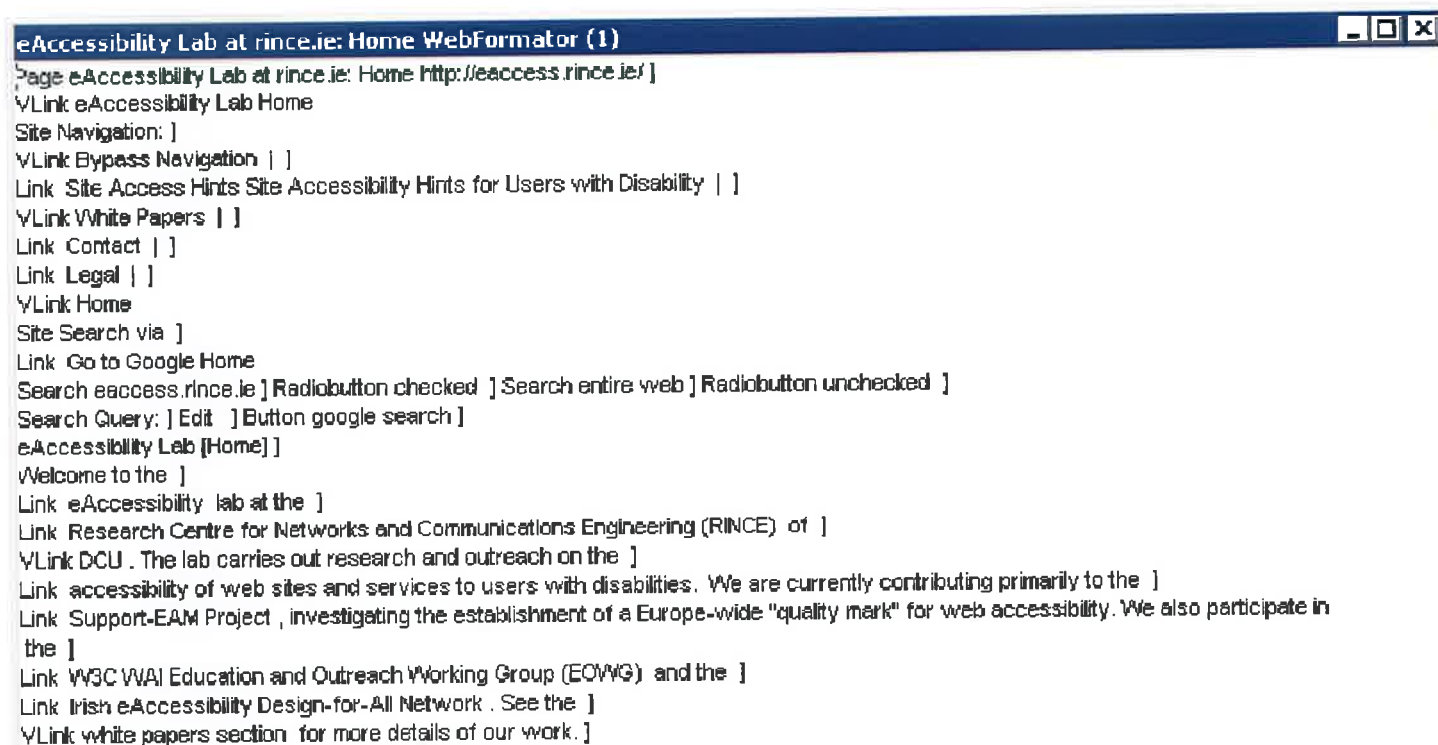 eAccessibility Lab at rince.ie: Home WebFormator (1)
Page eAccessibility Lab at rince.ie: Home http://eaccess.rince.ie/ ]
VLink eAccessibility Lab Home
Site Navigation: ]
VLink Bypass Navigation | ]
Link Site Access Hints Site Accessibility Hints for Users with Disability | ]
VLink White Papers | ]
Link Contact | ]
Link Legal | ]
VLink Home
Site Search via ]
Link Go to Google Home
Search eaccess.rince.ie ] Radiobutton checked ] Search entire web ] Radiobutton unchecked ]
Search Query: ] Edit ] Button google search ]
eAccessibility Lab [Home] ]
Welcome to the ]
Link eAccessibility lab at the ]
Link Research Centre for Networks and Communications Engineering (RINCE) of ]
VLink DCU . The lab carries out research and outreach on the ]
Link accessibility of web sites and services to users with disabilities. We are currently contributing primarily to the ]
Link Support-EAM Project , investigating the establishment of a Europe-wide "quality mark" for web accessibility. We also participate in
the ]
Link W3C WAI Education and Outreach Working Group (EOWG) and the ]
Link Irish eAccessibility Design-for-All Network . See the ]
VLink white papers section for more details of our work. ]